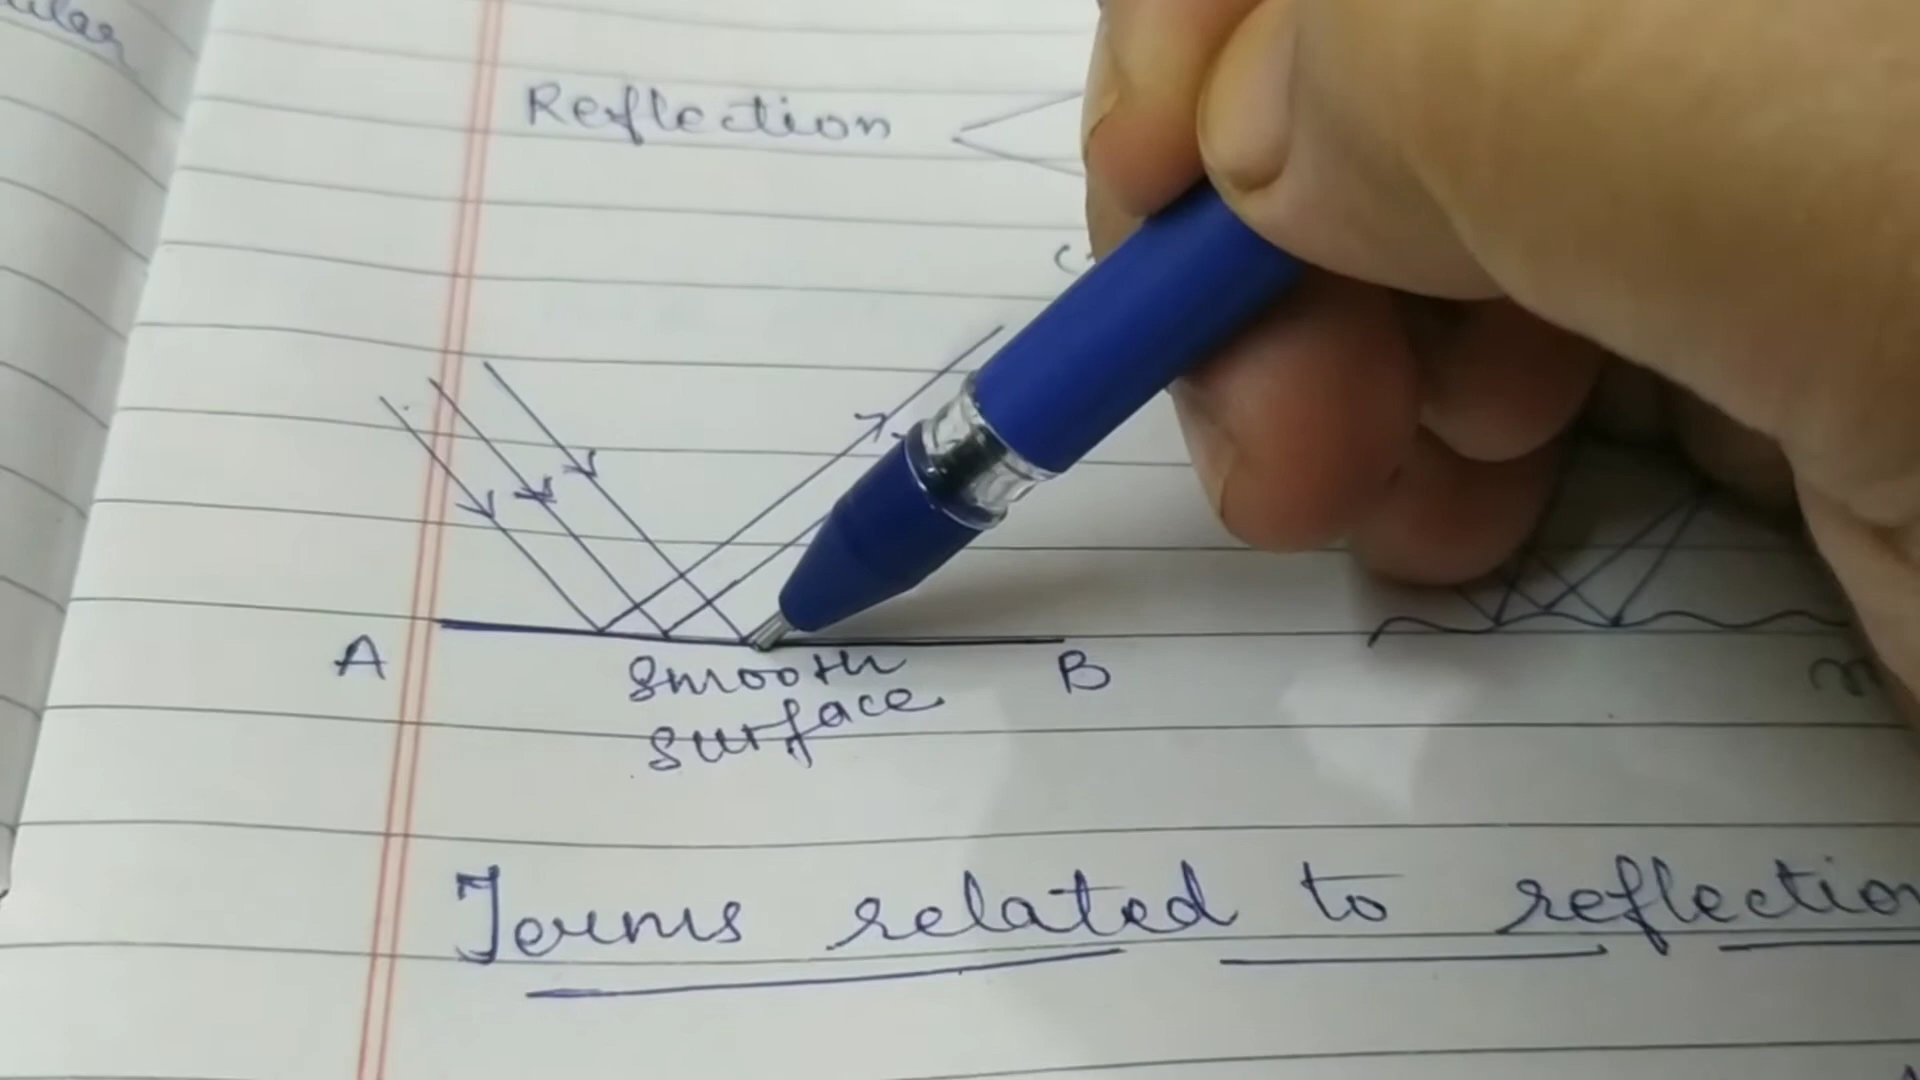 Reflection
A
B
Smooth
surface
Terms related to reflection